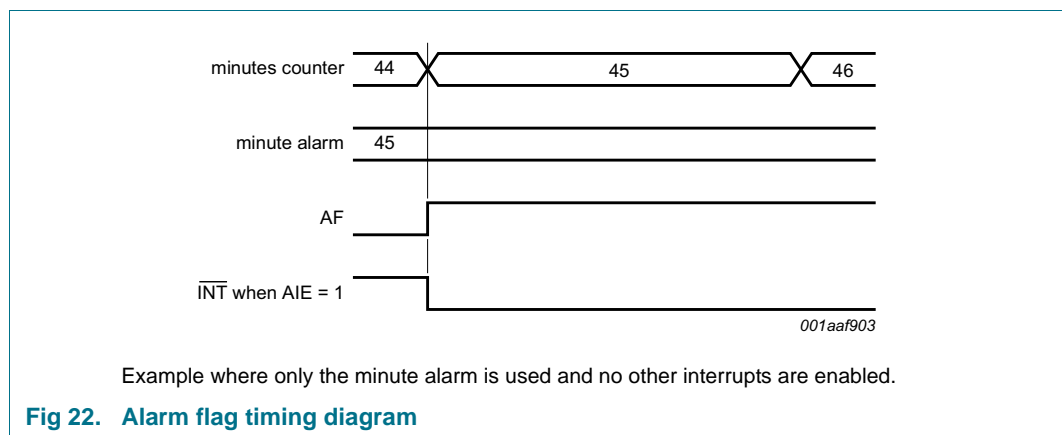 minutes counter 44 45 46
minute alarm 45
AF
INT when AIE = 1
001aaf903
Example where only the minute alarm is used and no other interrupts are enabled.
Fig 22. Alarm flag timing diagram